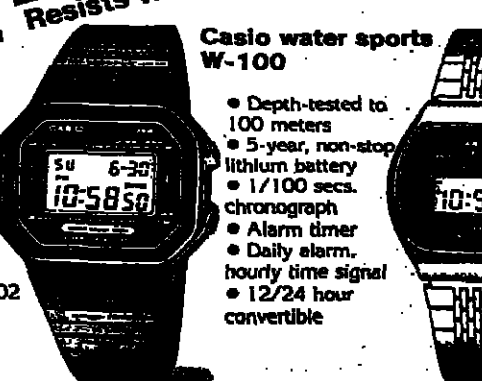 Resists
Casio water sports
W-100
● Depth-tested to
100 meters
● 5-year, non-stop
lithium battery
● 1/100 secs.
chronograph
● Alarm timer
● Daily alarm,
hourly time signal
● 12/24 hour
convertible
CASIO
SU 6-30
10:58 50
02
10:5